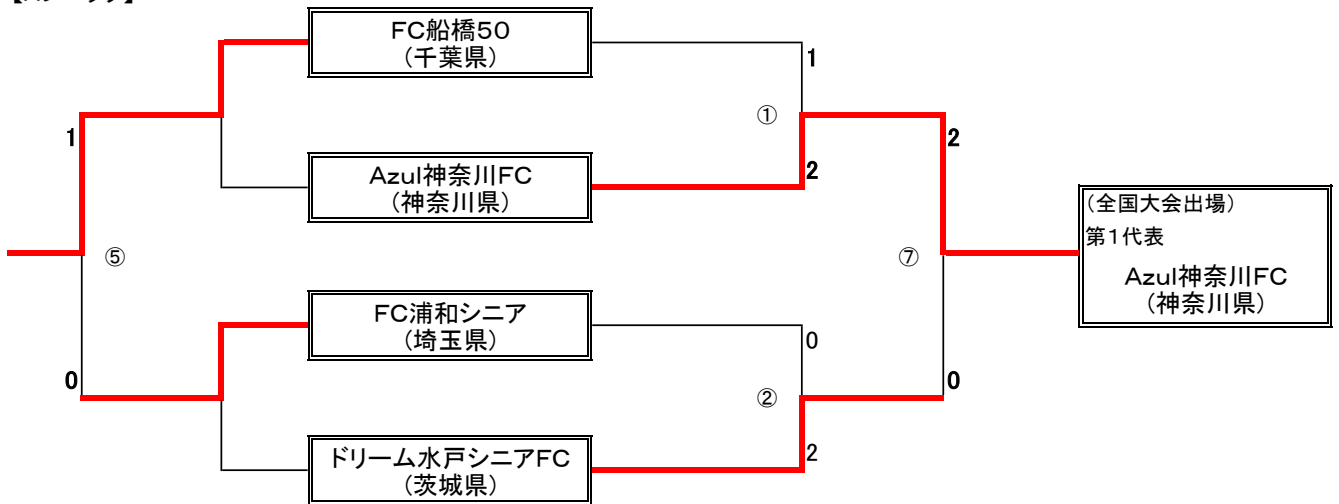 FC船橋50
(千葉県)
1
①
1
2
2
Azul神奈川FC
(神奈川県)
(全国大会出場)
第1代表
Azul神奈川FC
(神奈川県)
⑤
⑦
FC浦和シニア
(埼玉県)
0
0
0
②
ドリーム水戸シニアFC
(茨城県)
2